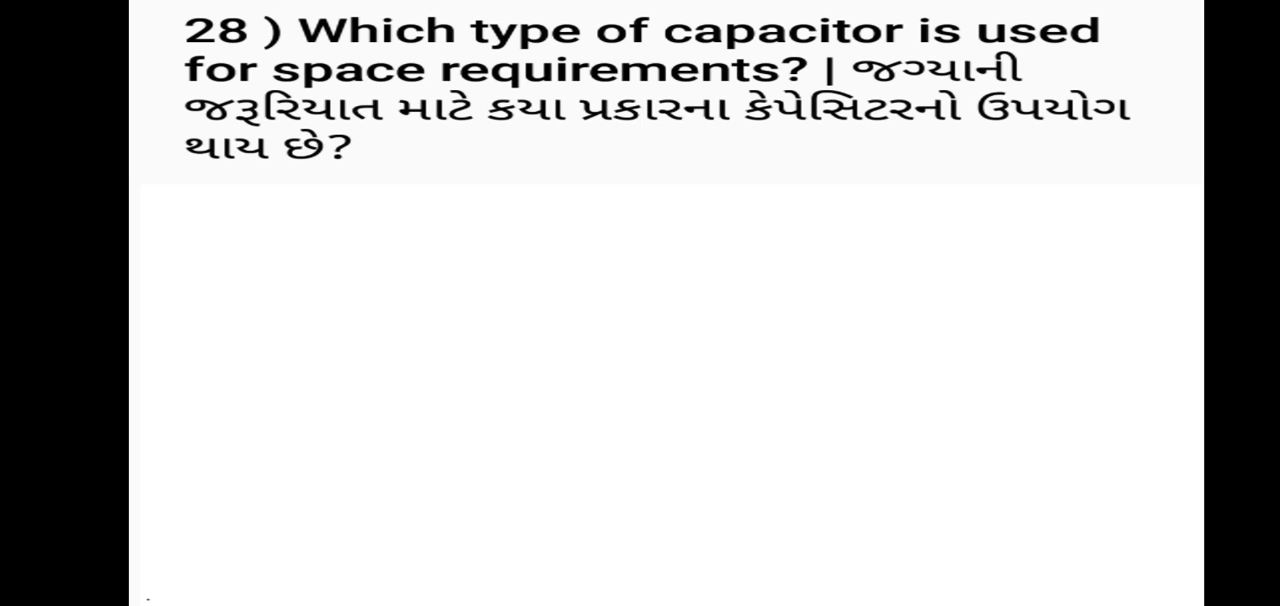 28 ) Which type of capacitor is used
for space requirements? | જગ્યાની
જરૂરિયાત માટે કયા પ્રકારના કેપેસિટરનો ઉપયોગ
થાય છે?